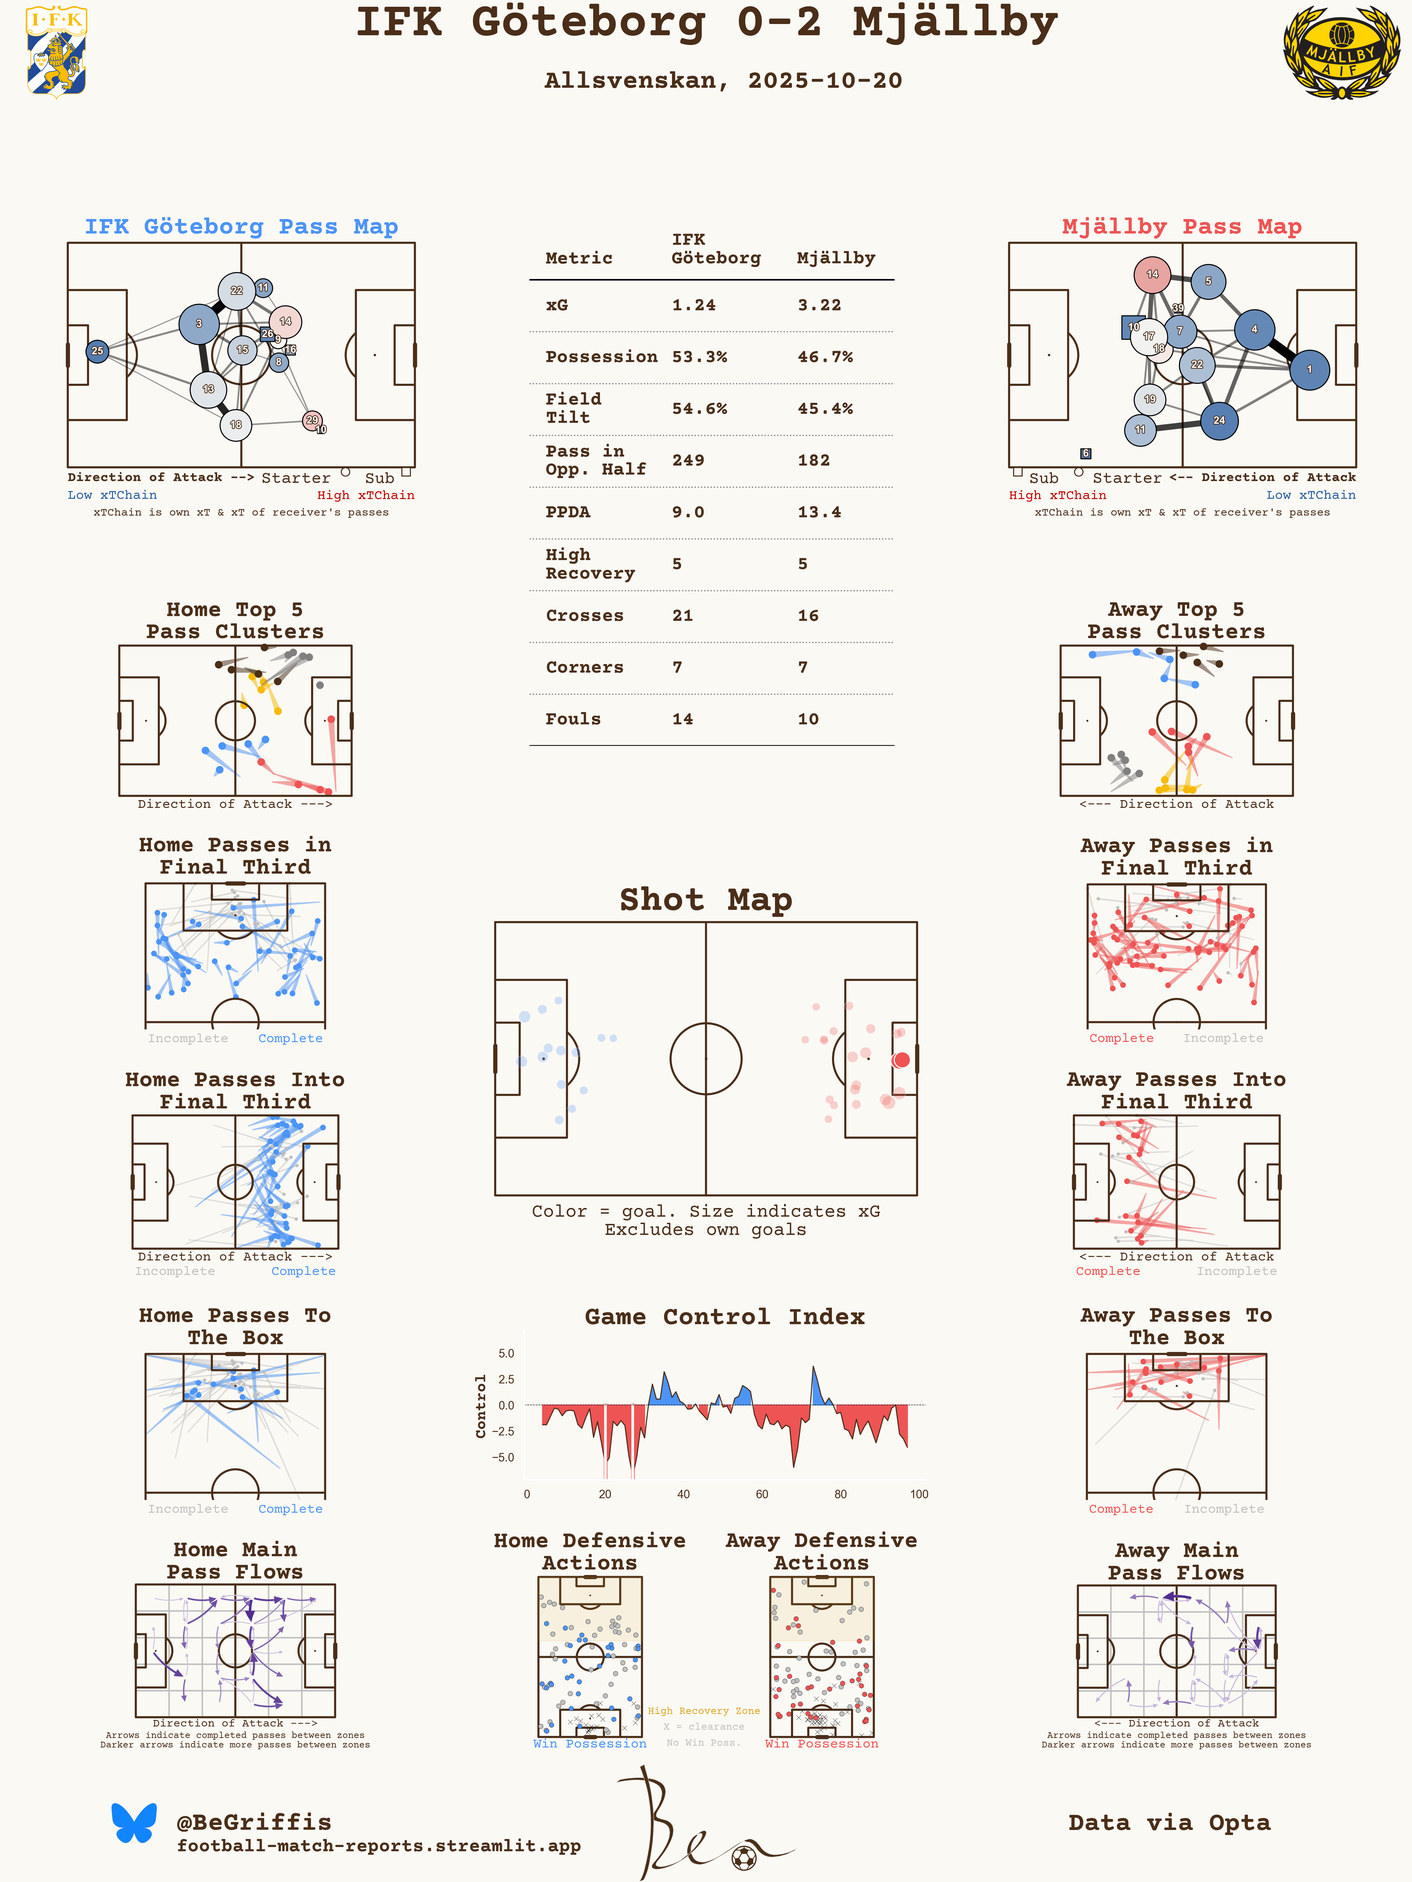 IFK Göteborg 0-2 Mjällby
Allsvenskan, 2025-10-20
I·F·K
MJÄLLBY
AIF
IFK Göteborg Pass Map
22
11
3
14
26
9
15
16
25
8
13
29
18
10
Direction of Attack --> Starter Sub
Low xTChain High xTChain
xTChain is own xT & xT of receiver's passes
Metric IFK Göteborg Mjällby
xG 1.24 3.22
Possession 53.3% 46.7%
Field Tilt 54.6% 45.4%
Pass in Opp. Half 249 182
PPDA 9.0 13.4
High Recovery 5 5
Crosses 21 16
Corners 7 7
Fouls 14 10
Mjällby Pass Map
14
5
39
10
7
4
17
18
22
1
19
24
11
6
Sub Starter <-- Direction of Attack
High xTChain Low xTChain
xTChain is own xT & xT of receiver's passes
Home Top 5
Pass Clusters
Direction of Attack --->
Away Top 5
Pass Clusters
<--- Direction of Attack
Home Passes in
Final Third
Incomplete Complete
Away Passes in
Final Third
Complete Incomplete
Shot Map
Color = goal. Size indicates xG
Excludes own goals
Home Passes Into
Final Third
Direction of Attack --->
Incomplete Complete
Away Passes Into
Final Third
<--- Direction of Attack
Complete Incomplete
Home Passes To
The Box
Incomplete Complete
Game Control Index
Control
5.0
2.5
0.0
−2.5
−5.0
0 20 40 60 80 100
Away Passes To
The Box
Complete Incomplete
Home Main
Pass Flows
Direction of Attack --->
Arrows indicate completed passes between zones
Darker arrows indicate more passes between zones
Home Defensive
Actions
Win Possession
High Recovery Zone
X = clearance
No Win Poss.
Away Defensive
Actions
Win Possession
Away Main
Pass Flows
<--- Direction of Attack
Arrows indicate completed passes between zones
Darker arrows indicate more passes between zones
@BeGriffis
football-match-reports.streamlit.app
Ben
Data via Opta